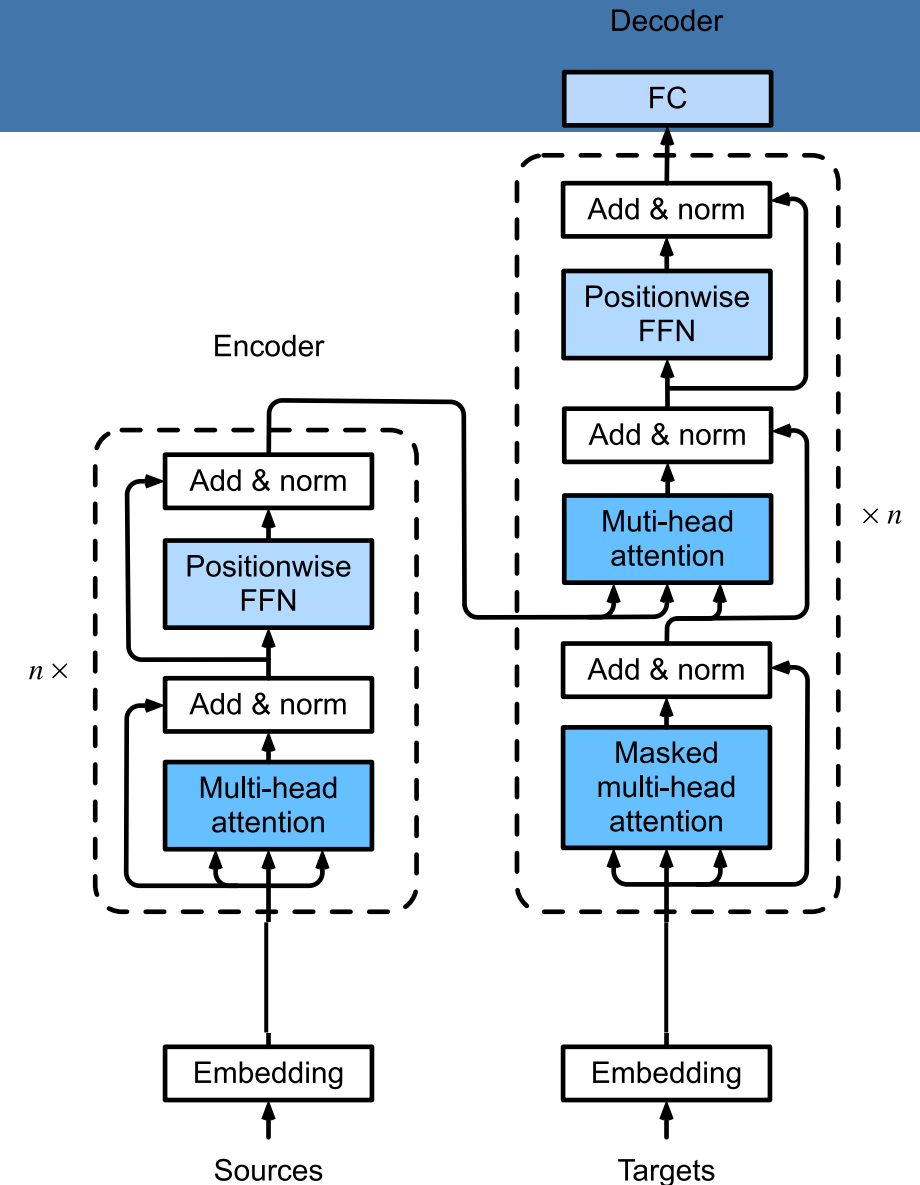 Decoder
FC
Add & norm
Positionwise
FFN
Add & norm
Muti-head
attention
× n
Add & norm
Masked
multi-head
attention
Embedding
Targets
Encoder
Add & norm
Positionwise
FFN
n ×
Add & norm
Multi-head
attention
Embedding
Sources